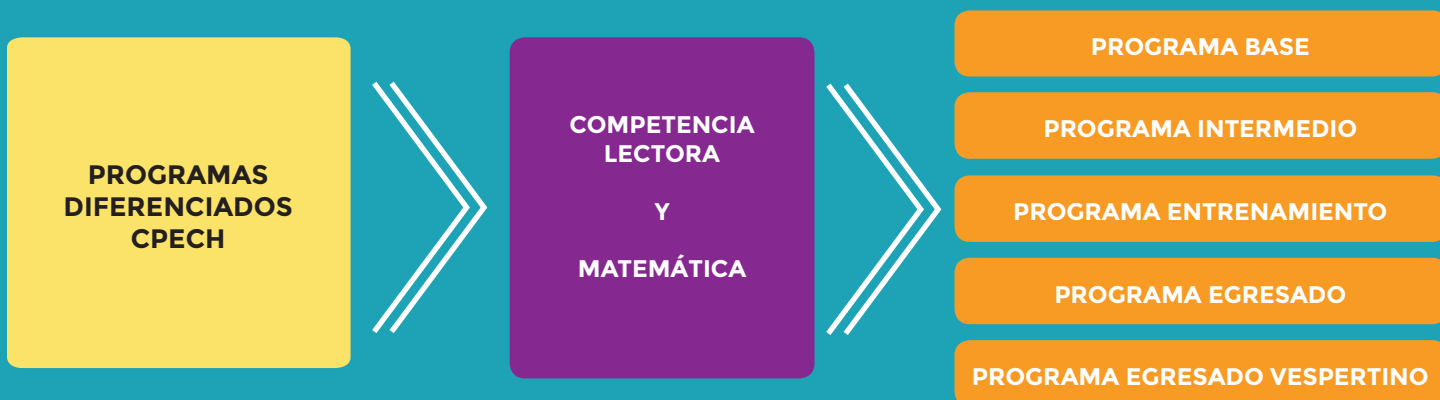 PROGRAMAS
DIFERENCIADOS
CPECH
COMPETENCIA
LECTORA
Y
MATEMÁTICA
PROGRAMA BASE
PROGRAMA INTERMEDIO
PROGRAMA ENTRENAMIENTO
PROGRAMA EGRESADO
PROGRAMA EGRESADO VESPERTINO